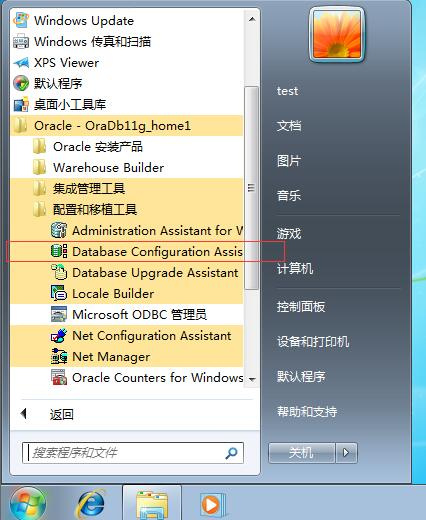 Windows Update
Windows 传真和扫描
XPS Viewer
默认程序
桌面小工具库
Oracle - OraDb11g_home1
Oracle 安装产品
Warehouse Builder
集成管理工具
配置和移植工具
Administration Assistant for W
Database Configuration Assis
Database Upgrade Assistant
Locale Builder
Microsoft ODBC 管理员
Net Configuration Assistant
Net Manager
Oracle Counters for Windows
返回
搜索程序和文件
test
文档
图片
音乐
游戏
计算机
控制面板
设备和打印机
默认程序
帮助和支持
关机